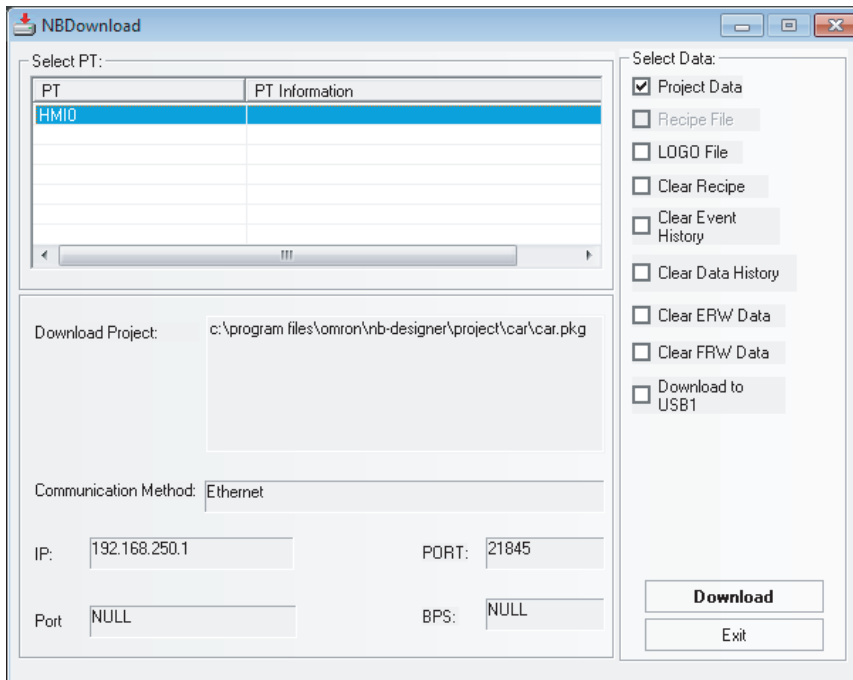 NBDownload
Select PT:
PT PT Information
HMI0
Download Project: c:\program files\omron\nb-designer\project\car\car.pkg
Communication Method: Ethernet
IP: 192.168.250.1 PORT: 21845
Port NULL BPS: NULL
Select Data:
Project Data
Recipe File
LOGO File
Clear Recipe
Clear Event
History
Clear Data History
Clear ERW Data
Clear FRW Data
Download to
USB1
Download
Exit